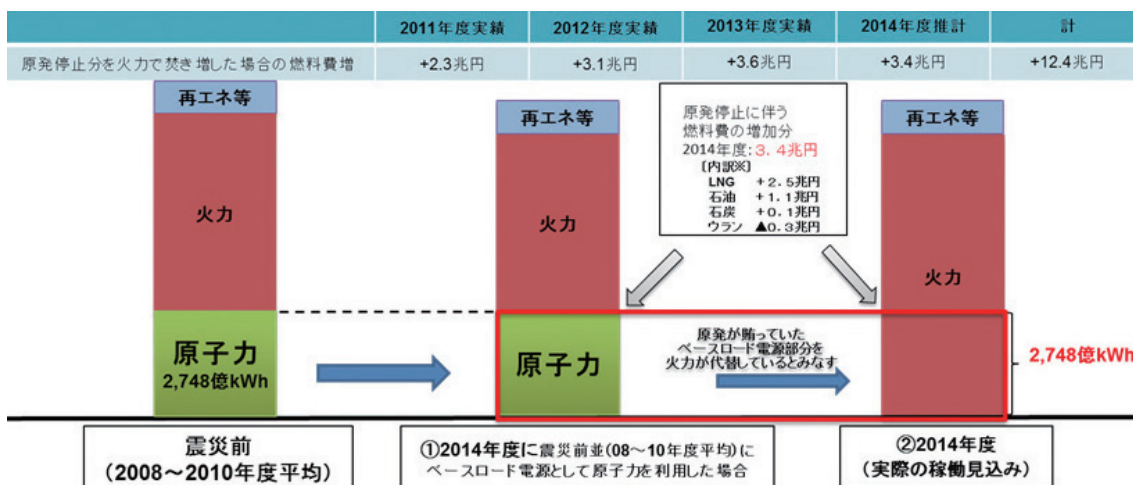 2011年度実績 2012年度実績 2013年度実績 2014年度推計 計
原発停止分を火力で焚き増した場合の燃料費増 +2.3兆円 +3.1兆円 +3.6兆円 +3.4兆円 +12.4兆円
再エネ等
火力
原子力
2,748億kWh
再エネ等
火力
原子力
原発停止に伴う
燃料費の増加分
2014年度:3.4兆円
［内訳※］
LNG +2.5兆円
石油 +1.1兆円
石炭 +0.1兆円
ウラン ▲0.3兆円
再エネ等
火力
原発が賄っていた
ベースロード電源部分を
火力が代替しているとみなす
2,748億kWh
震災前
(2008～2010年度平均)
①2014年度に震災前並(08～10年度平均)に
ベースロード電源として原子力を利用した場合
②2014年度
(実際の稼働見込み)